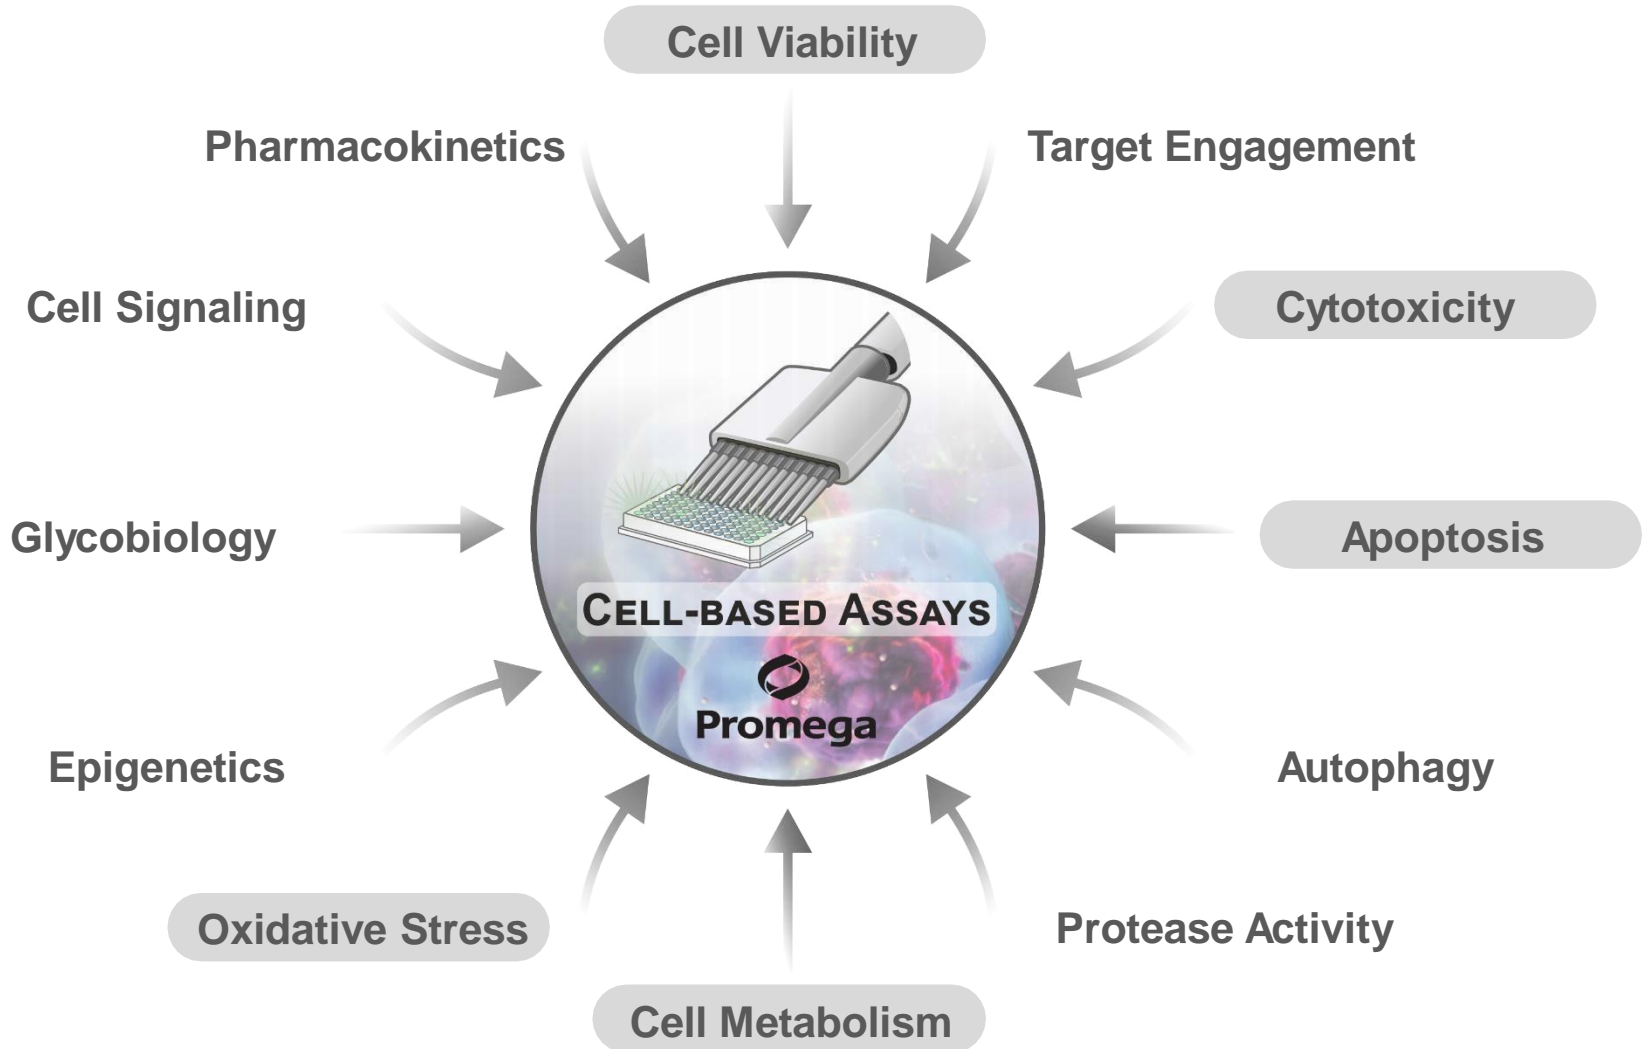 Cell Viability
Pharmacokinetics
Target Engagement
Cell Signaling
Cytotoxicity
Glycobiology
Apoptosis
CELL-BASED ASSAYS
Promega
Epigenetics
Autophagy
Oxidative Stress
Protease Activity
Cell Metabolism